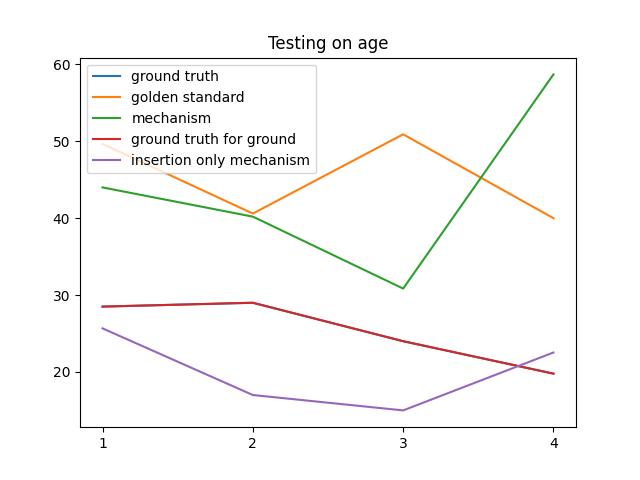 Testing on age
60
50
40
30
20
ground truth
golden standard
mechanism
ground truth for ground
insertion only mechanism
1 2 3 4